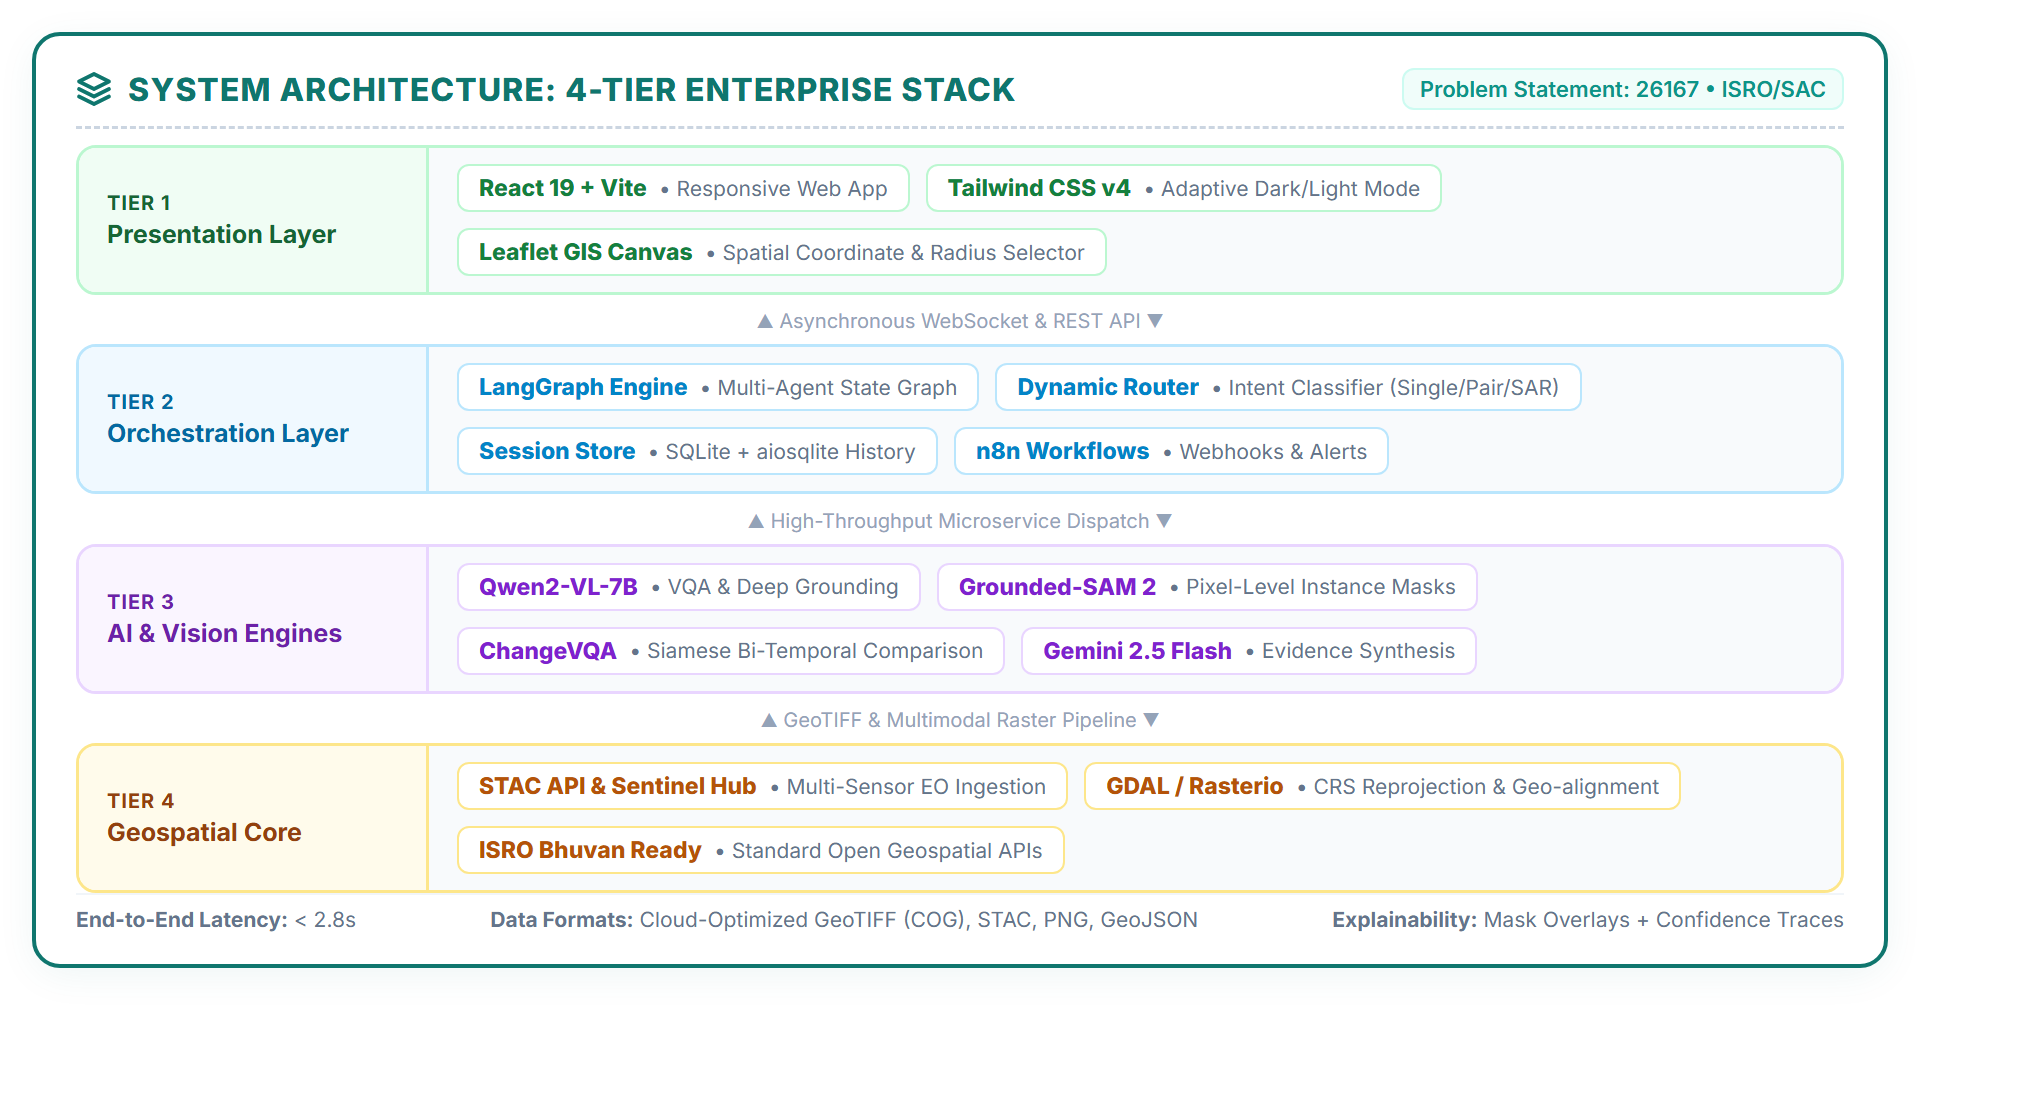 SYSTEM ARCHITECTURE: 4-TIER ENTERPRISE STACK
Problem Statement: 26167 • ISRO/SAC
TIER 1
Presentation Layer
React 19 + Vite • Responsive Web App
Tailwind CSS v4 • Adaptive Dark/Light Mode
Leaflet GIS Canvas • Spatial Coordinate & Radius Selector
▲ Asynchronous WebSocket & REST API ▼
TIER 2
Orchestration Layer
LangGraph Engine • Multi-Agent State Graph
Dynamic Router • Intent Classifier (Single/Pair/SAR)
Session Store • SQLite + aiosqlite History
n8n Workflows • Webhooks & Alerts
▲ High-Throughput Microservice Dispatch ▼
TIER 3
AI & Vision Engines
Qwen2-VL-7B • VQA & Deep Grounding
Grounded-SAM 2 • Pixel-Level Instance Masks
ChangeVQA • Siamese Bi-Temporal Comparison
Gemini 2.5 Flash • Evidence Synthesis
▲ GeoTIFF & Multimodal Raster Pipeline ▼
TIER 4
Geospatial Core
STAC API & Sentinel Hub • Multi-Sensor EO Ingestion
GDAL / Rasterio • CRS Reprojection & Geo-alignment
ISRO Bhuvan Ready • Standard Open Geospatial APIs
End-to-End Latency: < 2.8s
Data Formats: Cloud-Optimized GeoTIFF (COG), STAC, PNG, GeoJSON
Explainability: Mask Overlays + Confidence Traces